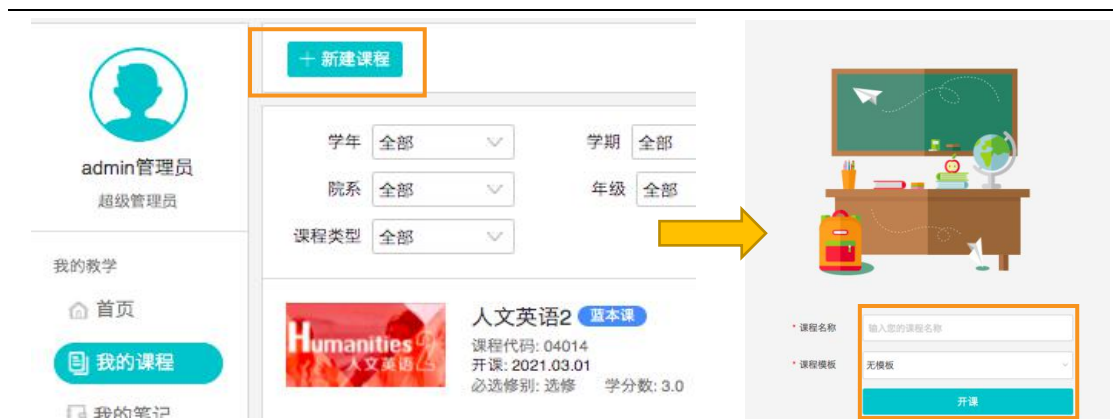 + 新建课程
学年 全部 学期 全部
admin管理员
院系 全部 年级 全部
超级管理员
课程类型 全部
我的教学
首页
我的课程
我的笔记
Humanities
人文英语
人文英语2 蓝本课
课程代码: 04014
开课: 2021.03.01
必选修别: 选修 学分数: 3.0
* 课程名称 输入您的课程名称
* 课程模板 无模板
开课